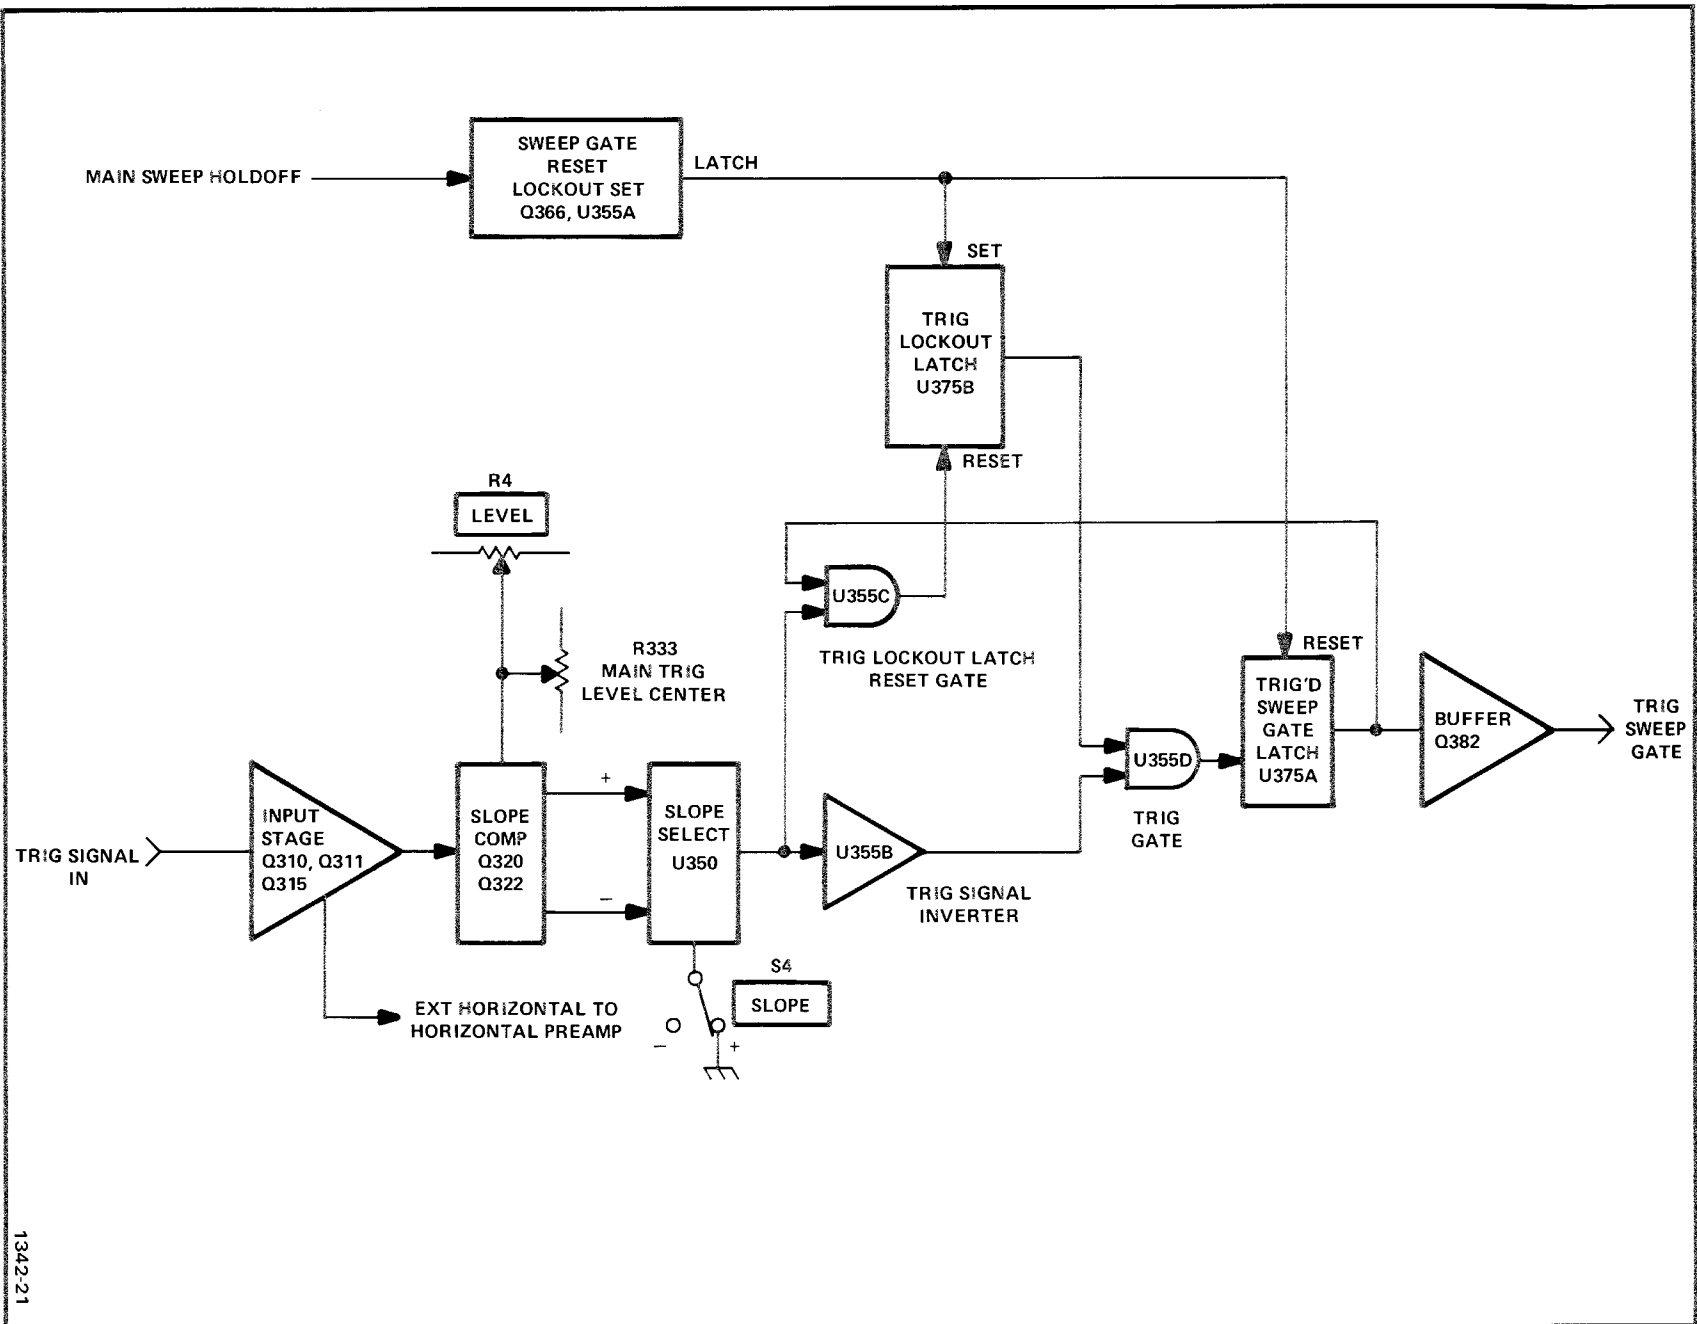 SWEEP GATE
RESET
LOCKOUT SET
Q366, U355A
LATCH
MAIN SWEEP HOLDOFF
SET
TRIG
LOCKOUT
LATCH
U375B
RESET
R4
LEVEL
U355C
TRIG LOCKOUT LATCH
RESET GATE
R333
MAIN TRIG
LEVEL CENTER
RESET
TRIG'D
SWEEP
GATE
LATCH
U375A
BUFFER
Q382
TRIG
SWEEP
GATE
U355D
TRIG
GATE
TRIG SIGNAL
IN
INPUT
STAGE
Q310, Q311
Q315
SLOPE
COMP
Q320
Q322
+
−
SLOPE
SELECT
U350
U355B
TRIG SIGNAL
INVERTER
EXT HORIZONTAL TO
HORIZONTAL PREAMP
S4
SLOPE
− +
1342-21